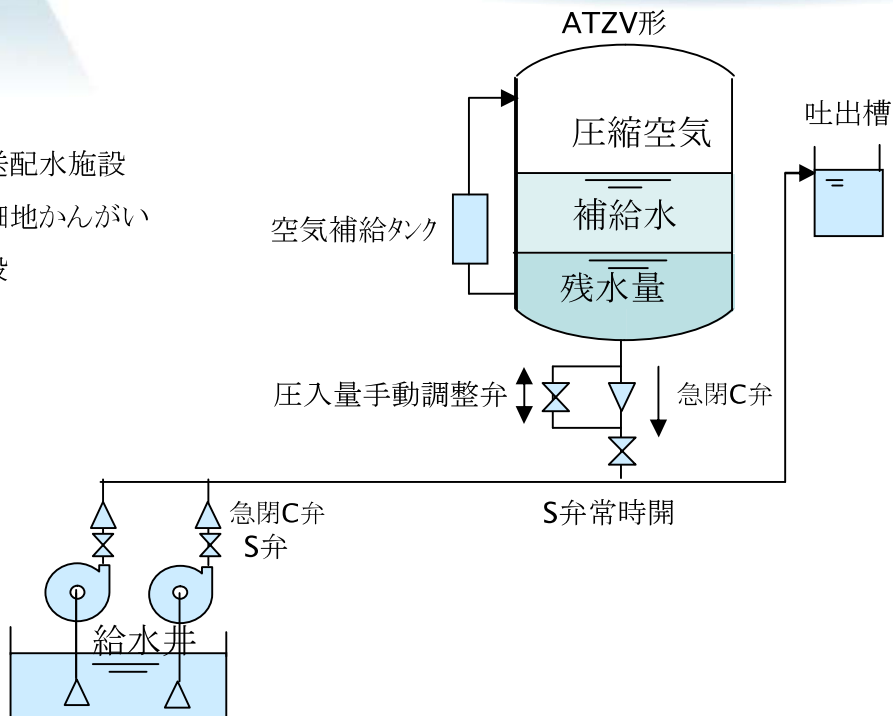 ATZV形
吐出槽
圧縮空気
送配水施設
補給水
畑地かんがい
空気補給タンク
設
残水量
圧入量手動調整弁
急閉C弁
急閉C弁
S弁
S弁常時開
給水井